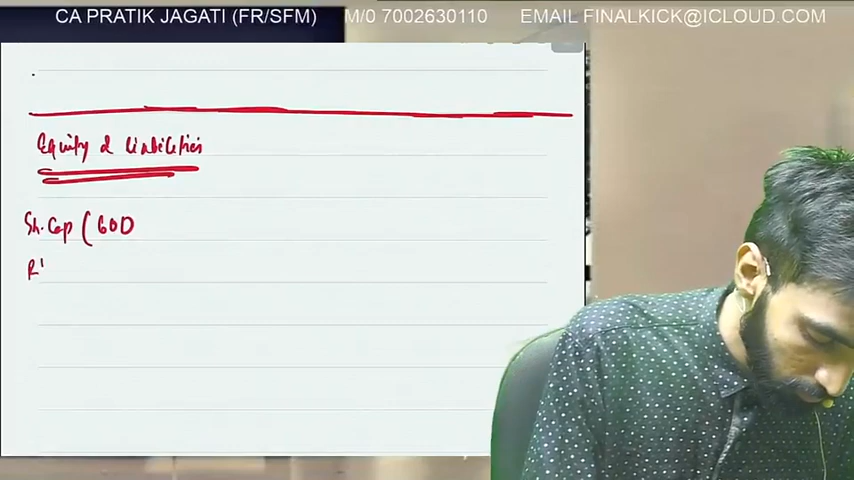 CA PRATIK JAGATI (FR/SFM) M/0 7002630110 EMAIL FINALKICK@ICLOUD.COM
Equity & Liabilities
Sh. Cap (600
R'